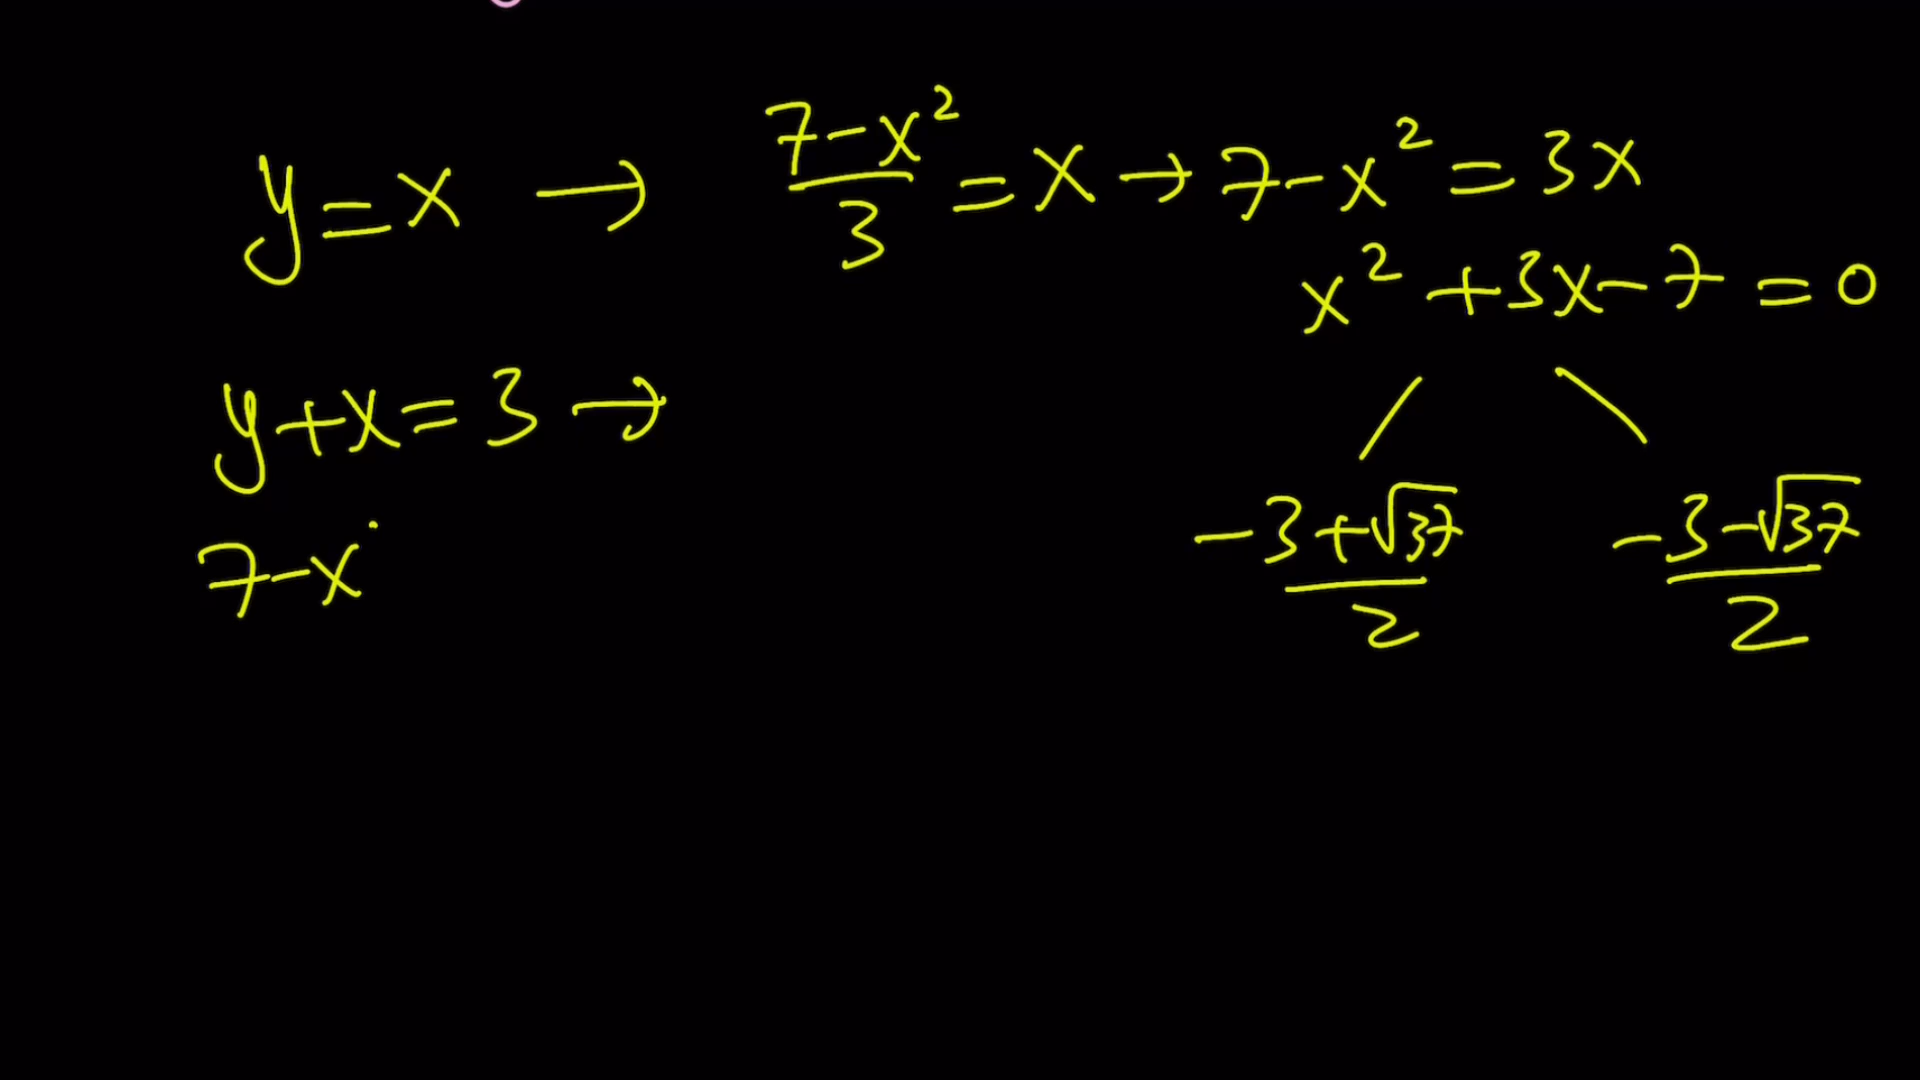 y = x → (7 - x²)/3 = x → 7 - x² = 3x
x² + 3x - 7 = 0
y + x = 3 →
(-3 + √37)/2 (-3 - √37)/2
7 - x